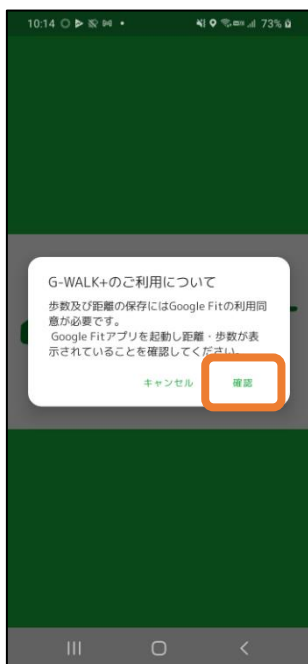 10:14
73%
G-WALK+のご利用について
歩数及び距離の保存にはGoogle Fitの利用同
意が必要です。
Google Fitアプリを起動し距離・歩数が表
示されていることを確認してください。
キャンセル 確認